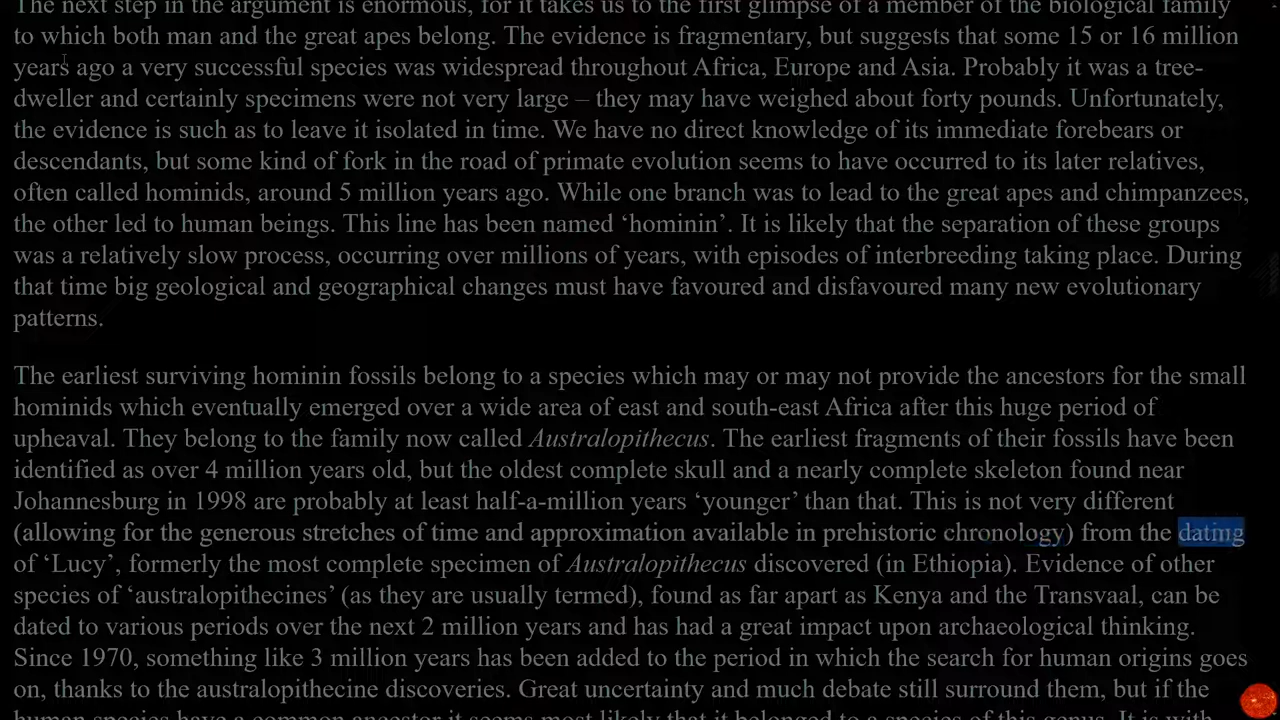 The next step in the argument is enormous, for it takes us to the first glimpse of a member of the biological family
to which both man and the great apes belong. The evidence is fragmentary, but suggests that some 15 or 16 million
years ago a very successful species was widespread throughout Africa, Europe and Asia. Probably it was a tree-
dweller and certainly specimens were not very large – they may have weighed about forty pounds. Unfortunately,
the evidence is such as to leave it isolated in time. We have no direct knowledge of its immediate forebears or
descendants, but some kind of fork in the road of primate evolution seems to have occurred to its later relatives,
often called hominids, around 5 million years ago. While one branch was to lead to the great apes and chimpanzees,
the other led to human beings. This line has been named ‘hominin’. It is likely that the separation of these groups
was a relatively slow process, occurring over millions of years, with episodes of interbreeding taking place. During
that time big geological and geographical changes must have favoured and disfavoured many new evolutionary
patterns.
The earliest surviving hominin fossils belong to a species which may or may not provide the ancestors for the small
hominids which eventually emerged over a wide area of east and south-east Africa after this huge period of
upheaval. They belong to the family now called Australopithecus. The earliest fragments of their fossils have been
identified as over 4 million years old, but the oldest complete skull and a nearly complete skeleton found near
Johannesburg in 1998 are probably at least half-a-million years ‘younger’ than that. This is not very different
(allowing for the generous stretches of time and approximation available in prehistoric chronology) from the dating
of ‘Lucy’, formerly the most complete specimen of Australopithecus discovered (in Ethiopia). Evidence of other
species of ‘australopithecines’ (as they are usually termed), found as far apart as Kenya and the Transvaal, can be
dated to various periods over the next 2 million years and has had a great impact upon archaeological thinking.
Since 1970, something like 3 million years has been added to the period in which the search for human origins goes
on, thanks to the australopithecine discoveries. Great uncertainty and much debate still surround them, but if the
human species have a common ancestor it seems most likely that it belonged to a species of this genus. It is with